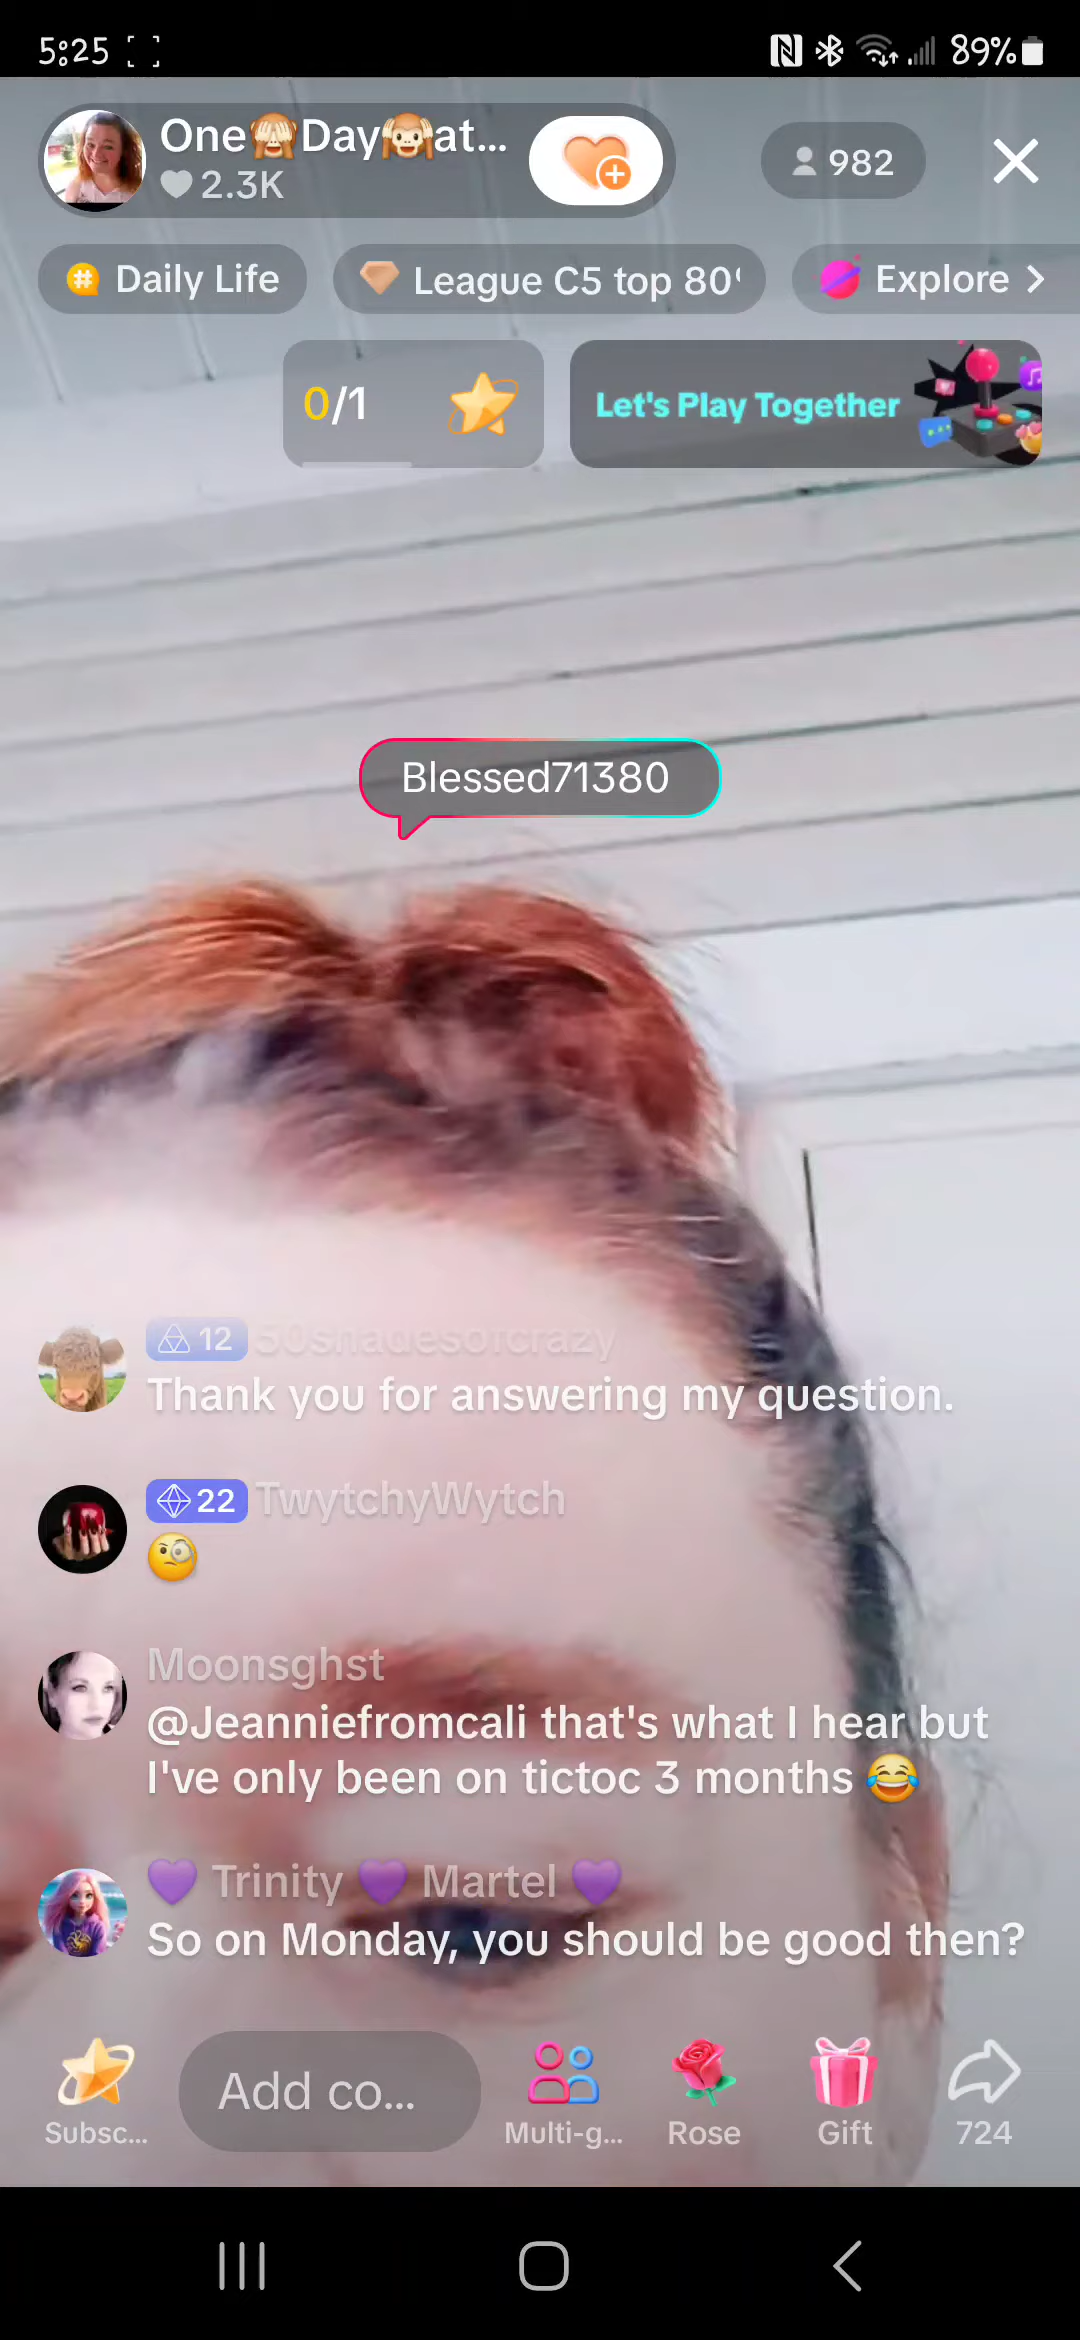 5:25 89%
One🙈Day🙉at...
2.3K
982
Daily Life
League C5 top 80
Explore
0/1
Let's Play Together
Blessed71380
12 50shadesofcrazy
Thank you for answering my question.
22 TwytchyWytch
🧐
Moonsghst
@Jeanniefromcali that's what I hear but
I've only been on tictoc 3 months 😂
💜 Trinity 💜 Martel 💜
So on Monday, you should be good then?
Add co...
Subsc... Multi-g... Rose Gift 724